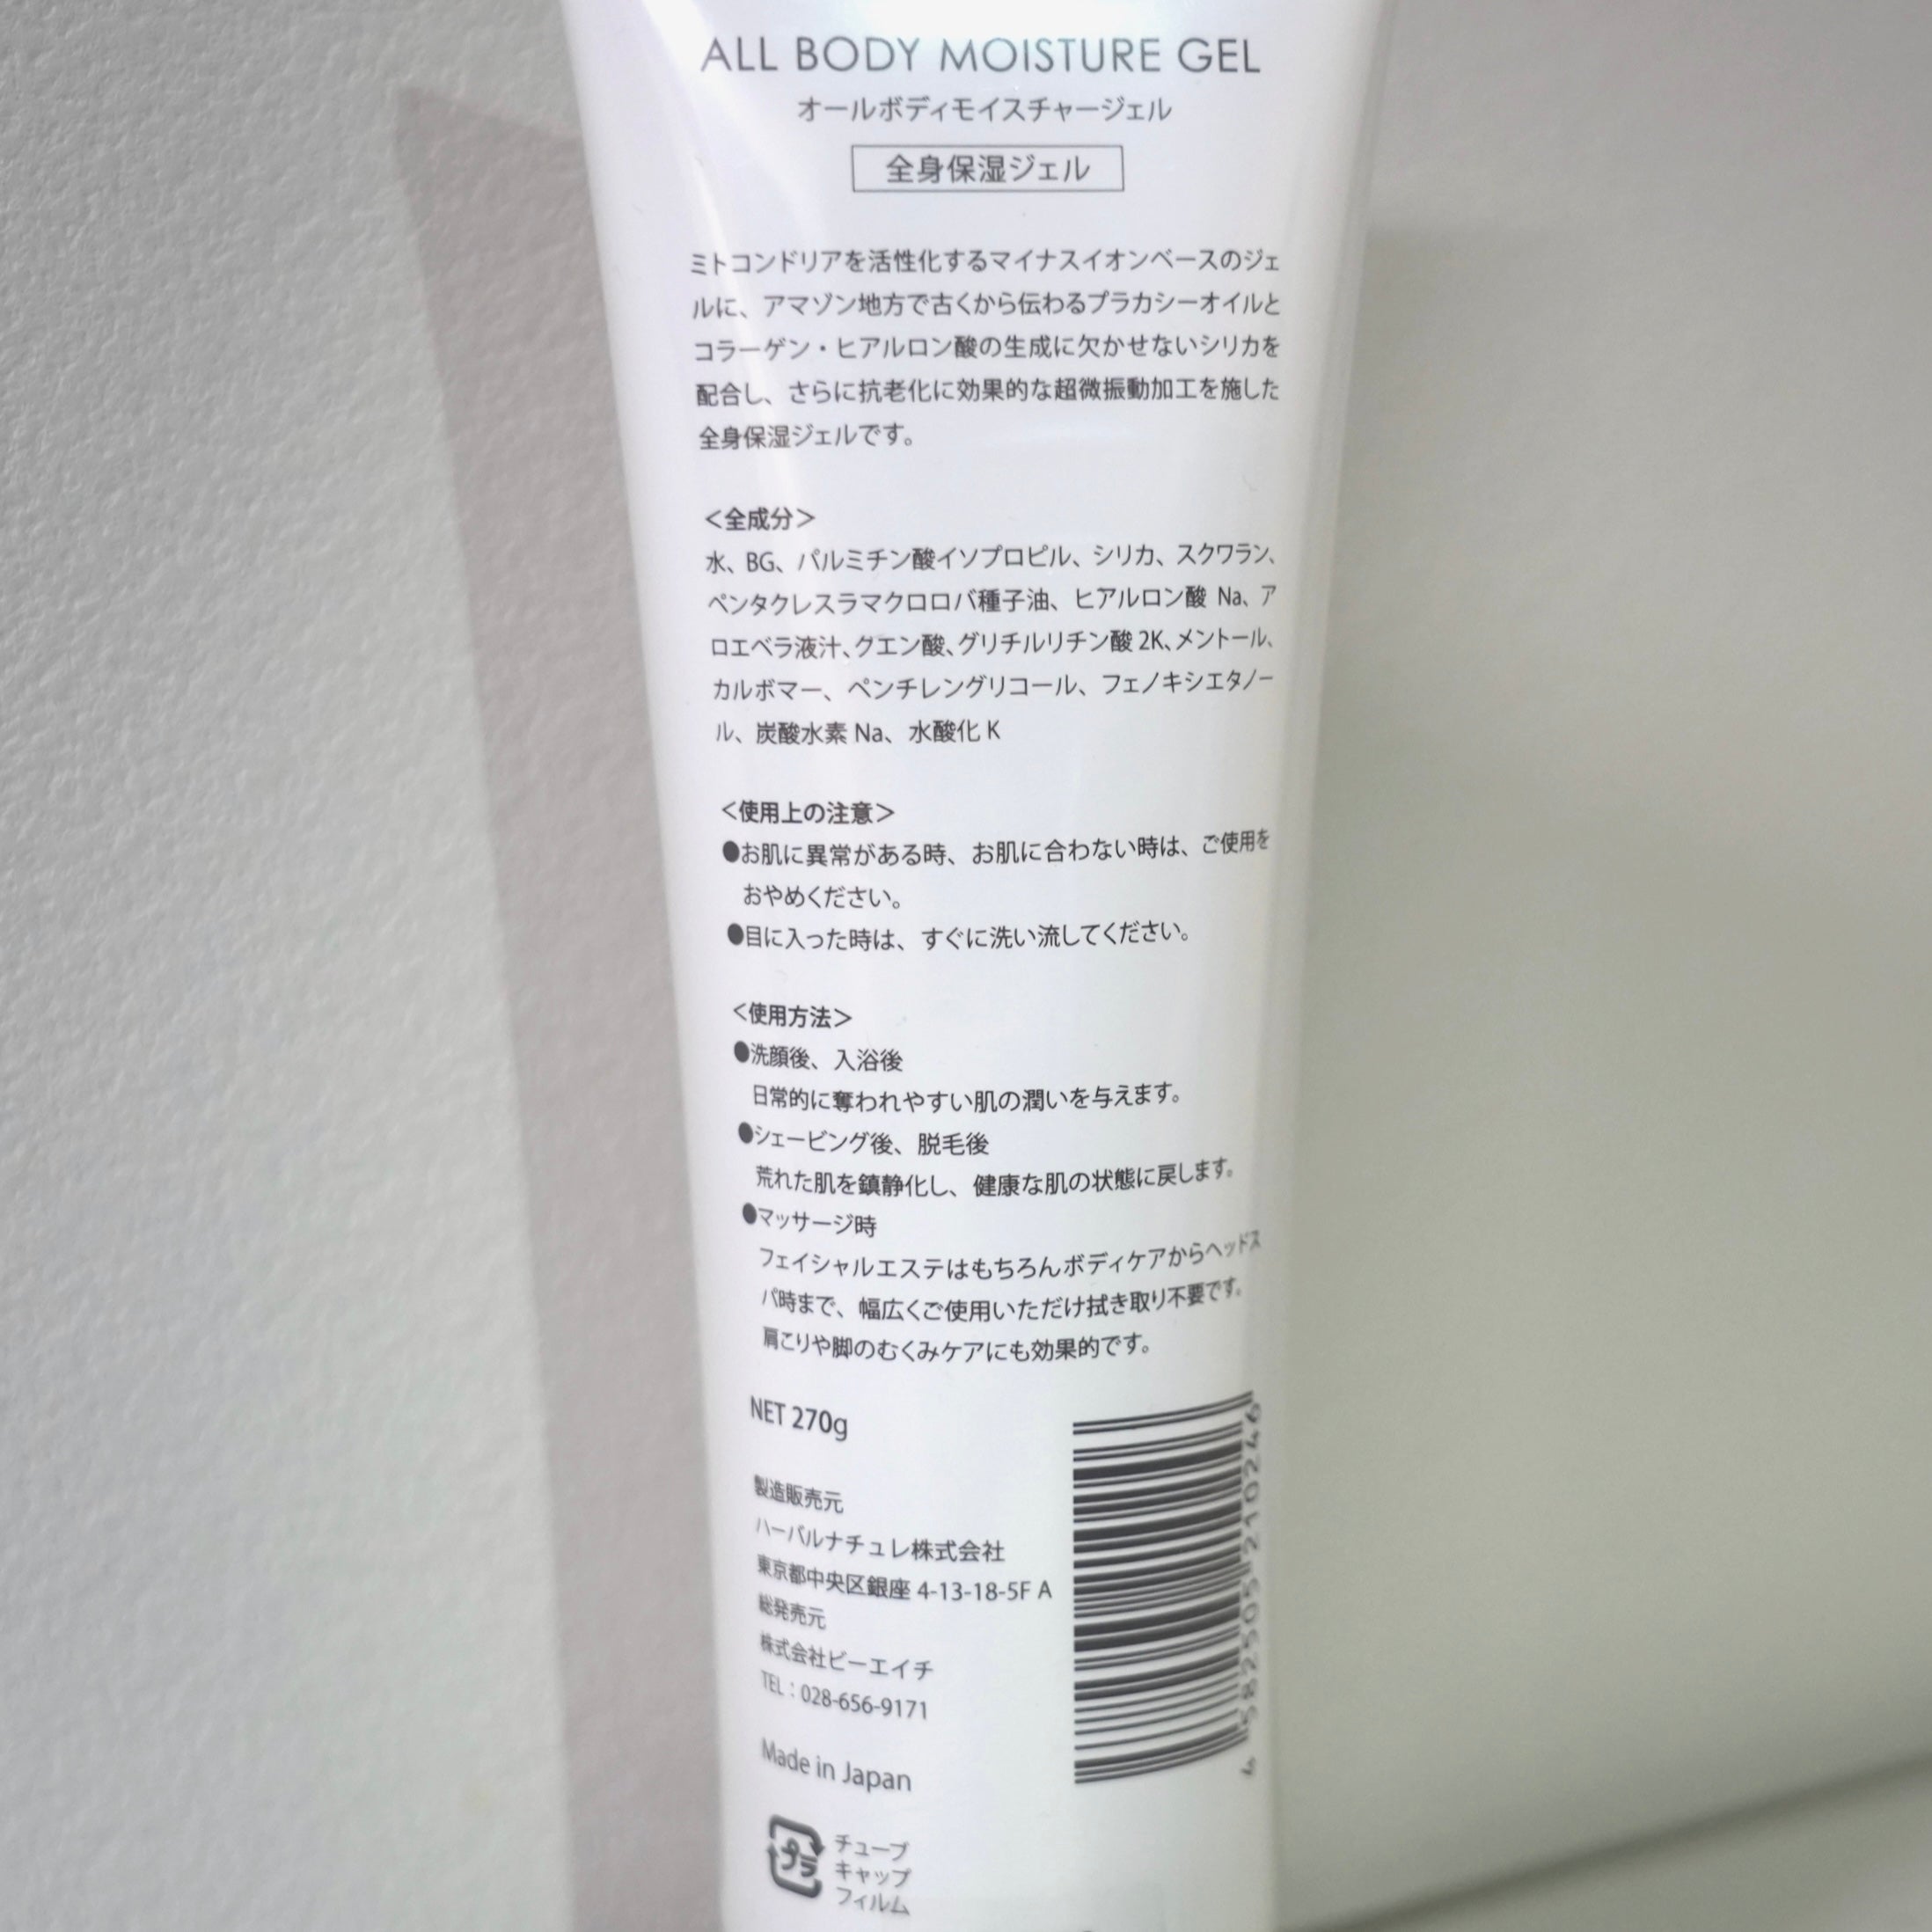 ALL BODY MOISTURE GEL
オールボディモイスチャージェル
全身保湿ジェル
ミトコンドリアを活性化するマイナスイオンベースのジェ
ルに、アマゾン地方で古くから伝わるプラカシーオイルと
コラーゲン・ヒアルロン酸の生成に欠かせないシリカを
配合し、さらに抗老化に効果的な超微振動加工を施した
全身保湿ジェルです。
＜全成分＞
水、BG、パルミチン酸イソプロピル、シリカ、スクワラン、
ペンタクレスラマクロロバ種子油、ヒアルロン酸 Na、ア
ロエベラ液汁、クエン酸、グリチルリチン酸 2K、メントール、
カルボマー、ペンチレングリコール、フェノキシエタノー
ル、炭酸水素 Na、水酸化 K
＜使用上の注意＞
●お肌に異常がある時、お肌に合わない時は、ご使用を
おやめください。
●目に入った時は、すぐに洗い流してください。
＜使用方法＞
●洗顔後、入浴後
日常的に奪われやすい肌の潤いを与えます。
●シェービング後、脱毛後
荒れた肌を鎮静化し、健康な肌の状態に戻します。
●マッサージ時
フェイシャルエステはもちろんボディケアからヘッドス
パ時まで、幅広くご使用いただけ拭き取り不要です。
肩こりや脚のむくみケアにも効果的です。
NET 270g
製造販売元
ハーバルナチュレ株式会社
東京都中央区銀座 4-13-18-5F A
総発売元
株式会社ビーエイチ
TEL：028-656-9171
Made in Japan
プラ
チューブ
キャップ
フィルム
4 582505 210246